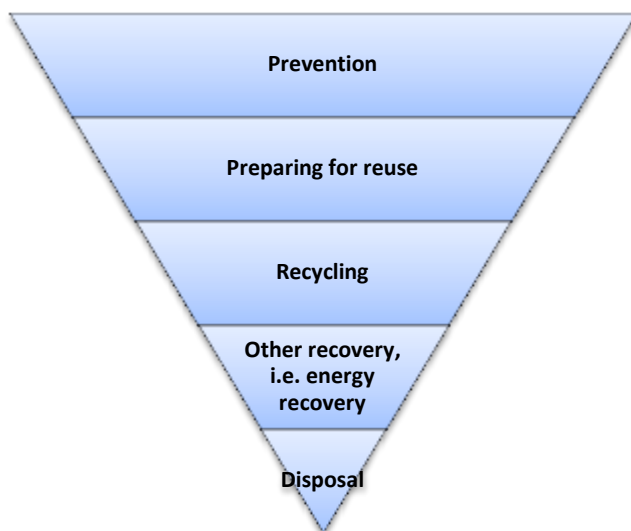 Prevention
Preparing for reuse
Recycling
Other recovery,
i.e. energy
recovery
Disposal